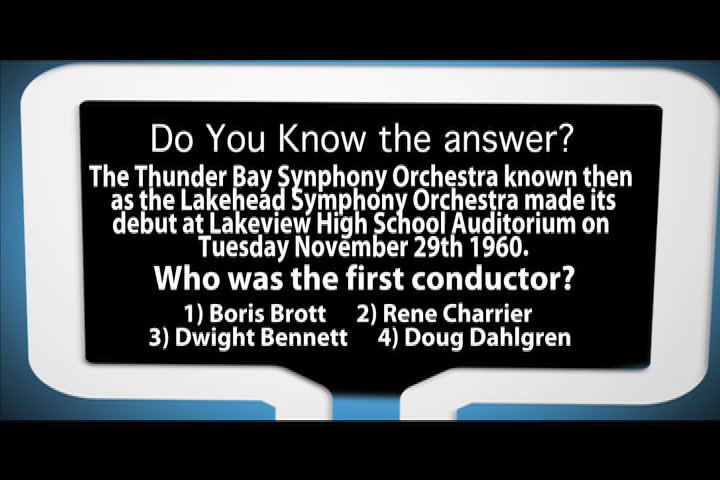 Do You Know the answer?
The Thunder Bay Synphony Orchestra known then
as the Lakehead Symphony Orchestra made its
debut at Lakeview High School Auditorium on
Tuesday November 29th 1960.
Who was the first conductor?
1) Boris Brott 2) Rene Charrier
3) Dwight Bennett 4) Doug Dahlgren